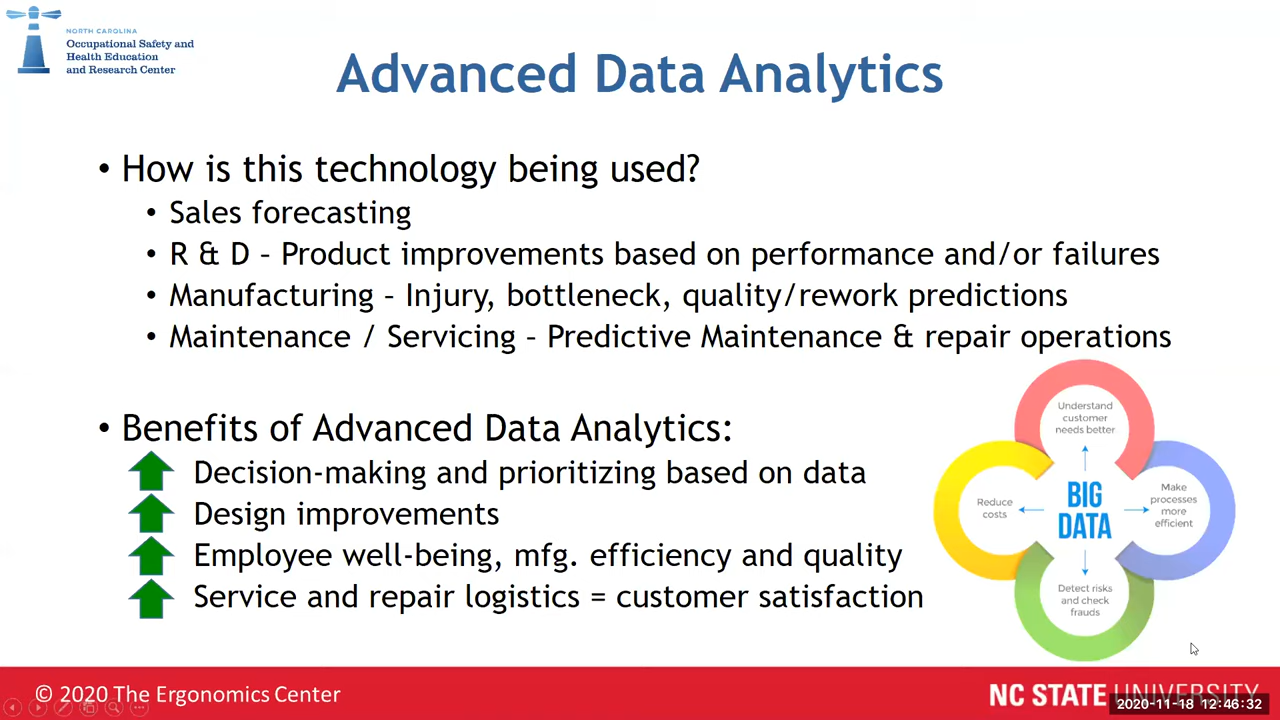 NORTH CAROLINA
Occupational Safety and
Health Education
and Research Center
Advanced Data Analytics
• How is this technology being used?
• Sales forecasting
• R & D – Product improvements based on performance and/or failures
• Manufacturing – Injury, bottleneck, quality/rework predictions
• Maintenance / Servicing – Predictive Maintenance & repair operations
• Benefits of Advanced Data Analytics:
Decision-making and prioritizing based on data
Design improvements
Employee well-being, mfg. efficiency and quality
Service and repair logistics = customer satisfaction
Understand
customer
needs better
Reduce
costs
BIG
DATA
Make
processes
more
efficient
Detect risks
and check
frauds
© 2020 The Ergonomics Center
NC STATE UNIVERSITY
2020-11-18 12:46:32